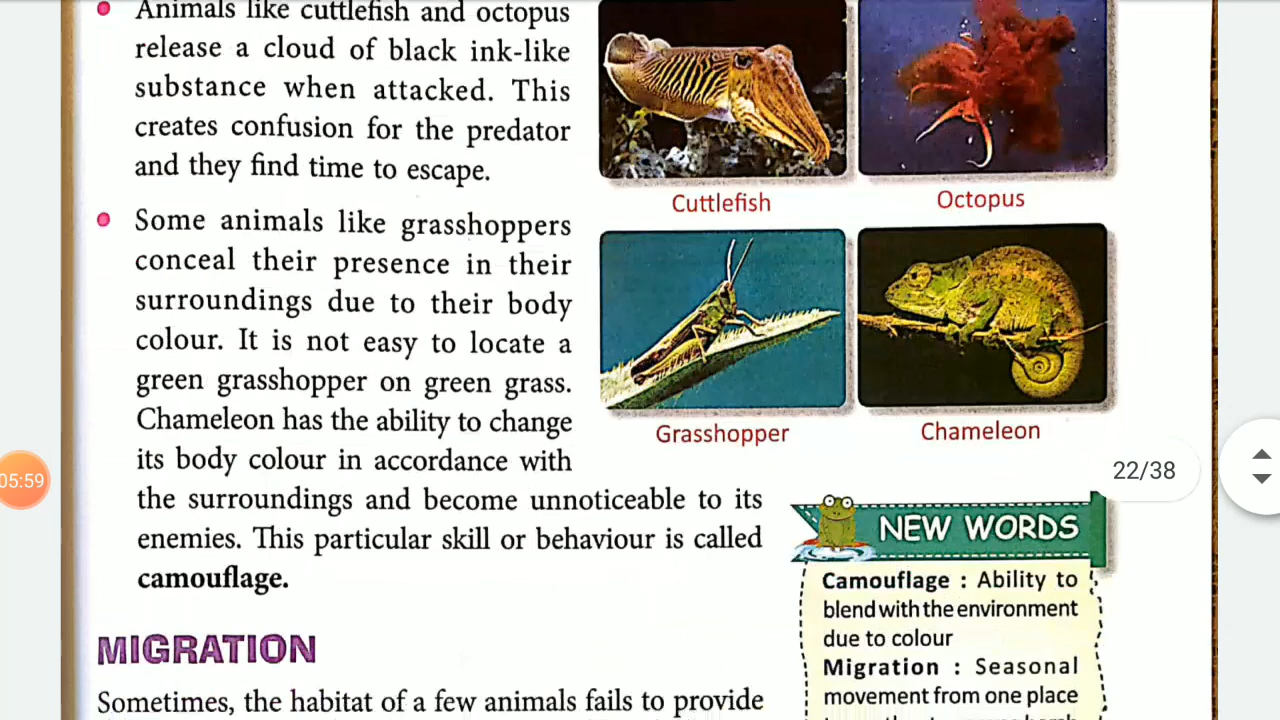 Animals like cuttlefish and octopus
release a cloud of black ink-like
substance when attacked. This
creates confusion for the predator
and they find time to escape.
Cuttlefish
Octopus
Some animals like grasshoppers
conceal their presence in their
surroundings due to their body
colour. It is not easy to locate a
green grasshopper on green grass.
Chameleon has the ability to change
its body colour in accordance with
the surroundings and become unnoticeable to its
enemies. This particular skill or behaviour is called
camouflage.
Grasshopper
Chameleon
05:59
22/38
NEW WORDS
Camouflage : Ability to
blend with the environment
due to colour
Migration : Seasonal
movement from one place
MIGRATION
Sometimes, the habitat of a few animals fails to provide